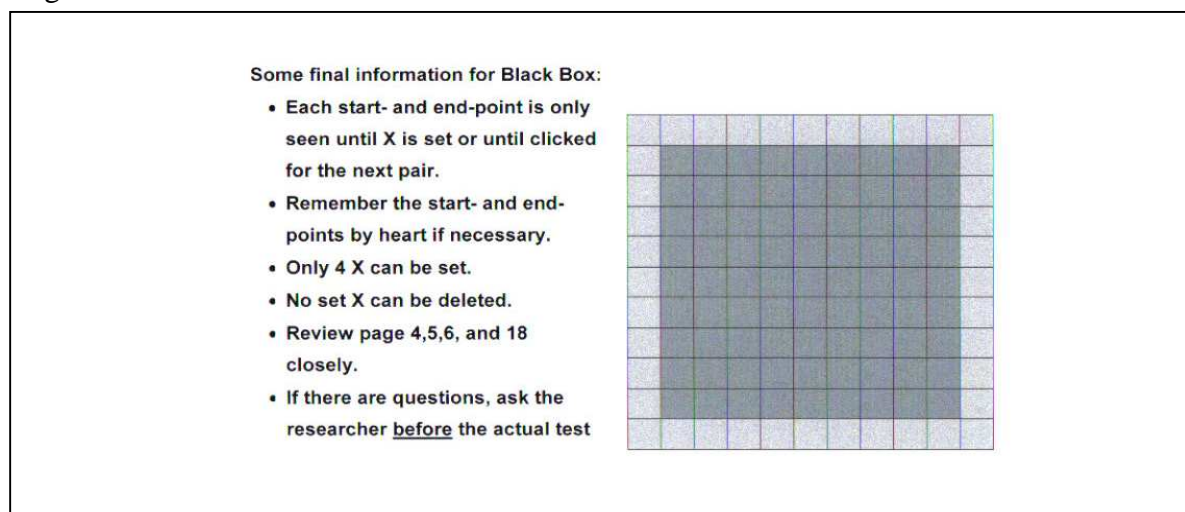 Some final information for Black Box:
• Each start- and end-point is only
seen until X is set or until clicked
for the next pair.
• Remember the start- and end-
points by heart if necessary.
• Only 4 X can be set.
• No set X can be deleted.
• Review page 4,5,6, and 18
closely.
• If there are questions, ask the
researcher before the actual test